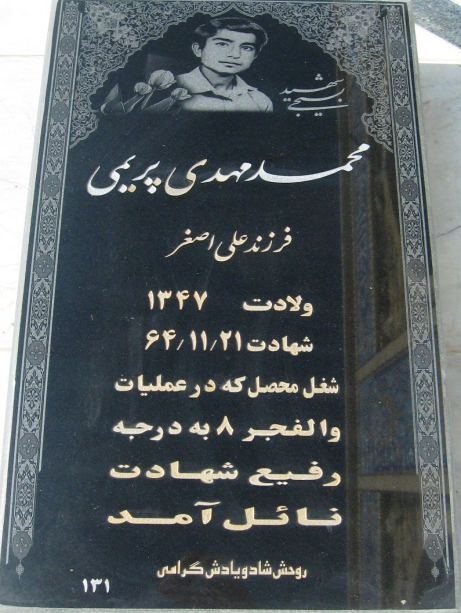 شهید
بسیجی
محمد مهدی پریمی
فرزند علی اصغر
ولادت ۱۳۴۷
شهادت ۶۴/۱۱/۲۱
شغل محصل که در عملیات
والفجر ۸ به درجه
رفیع شهادت
نائل آمد
روحش شاد و یادش گرامی
۱۳۱